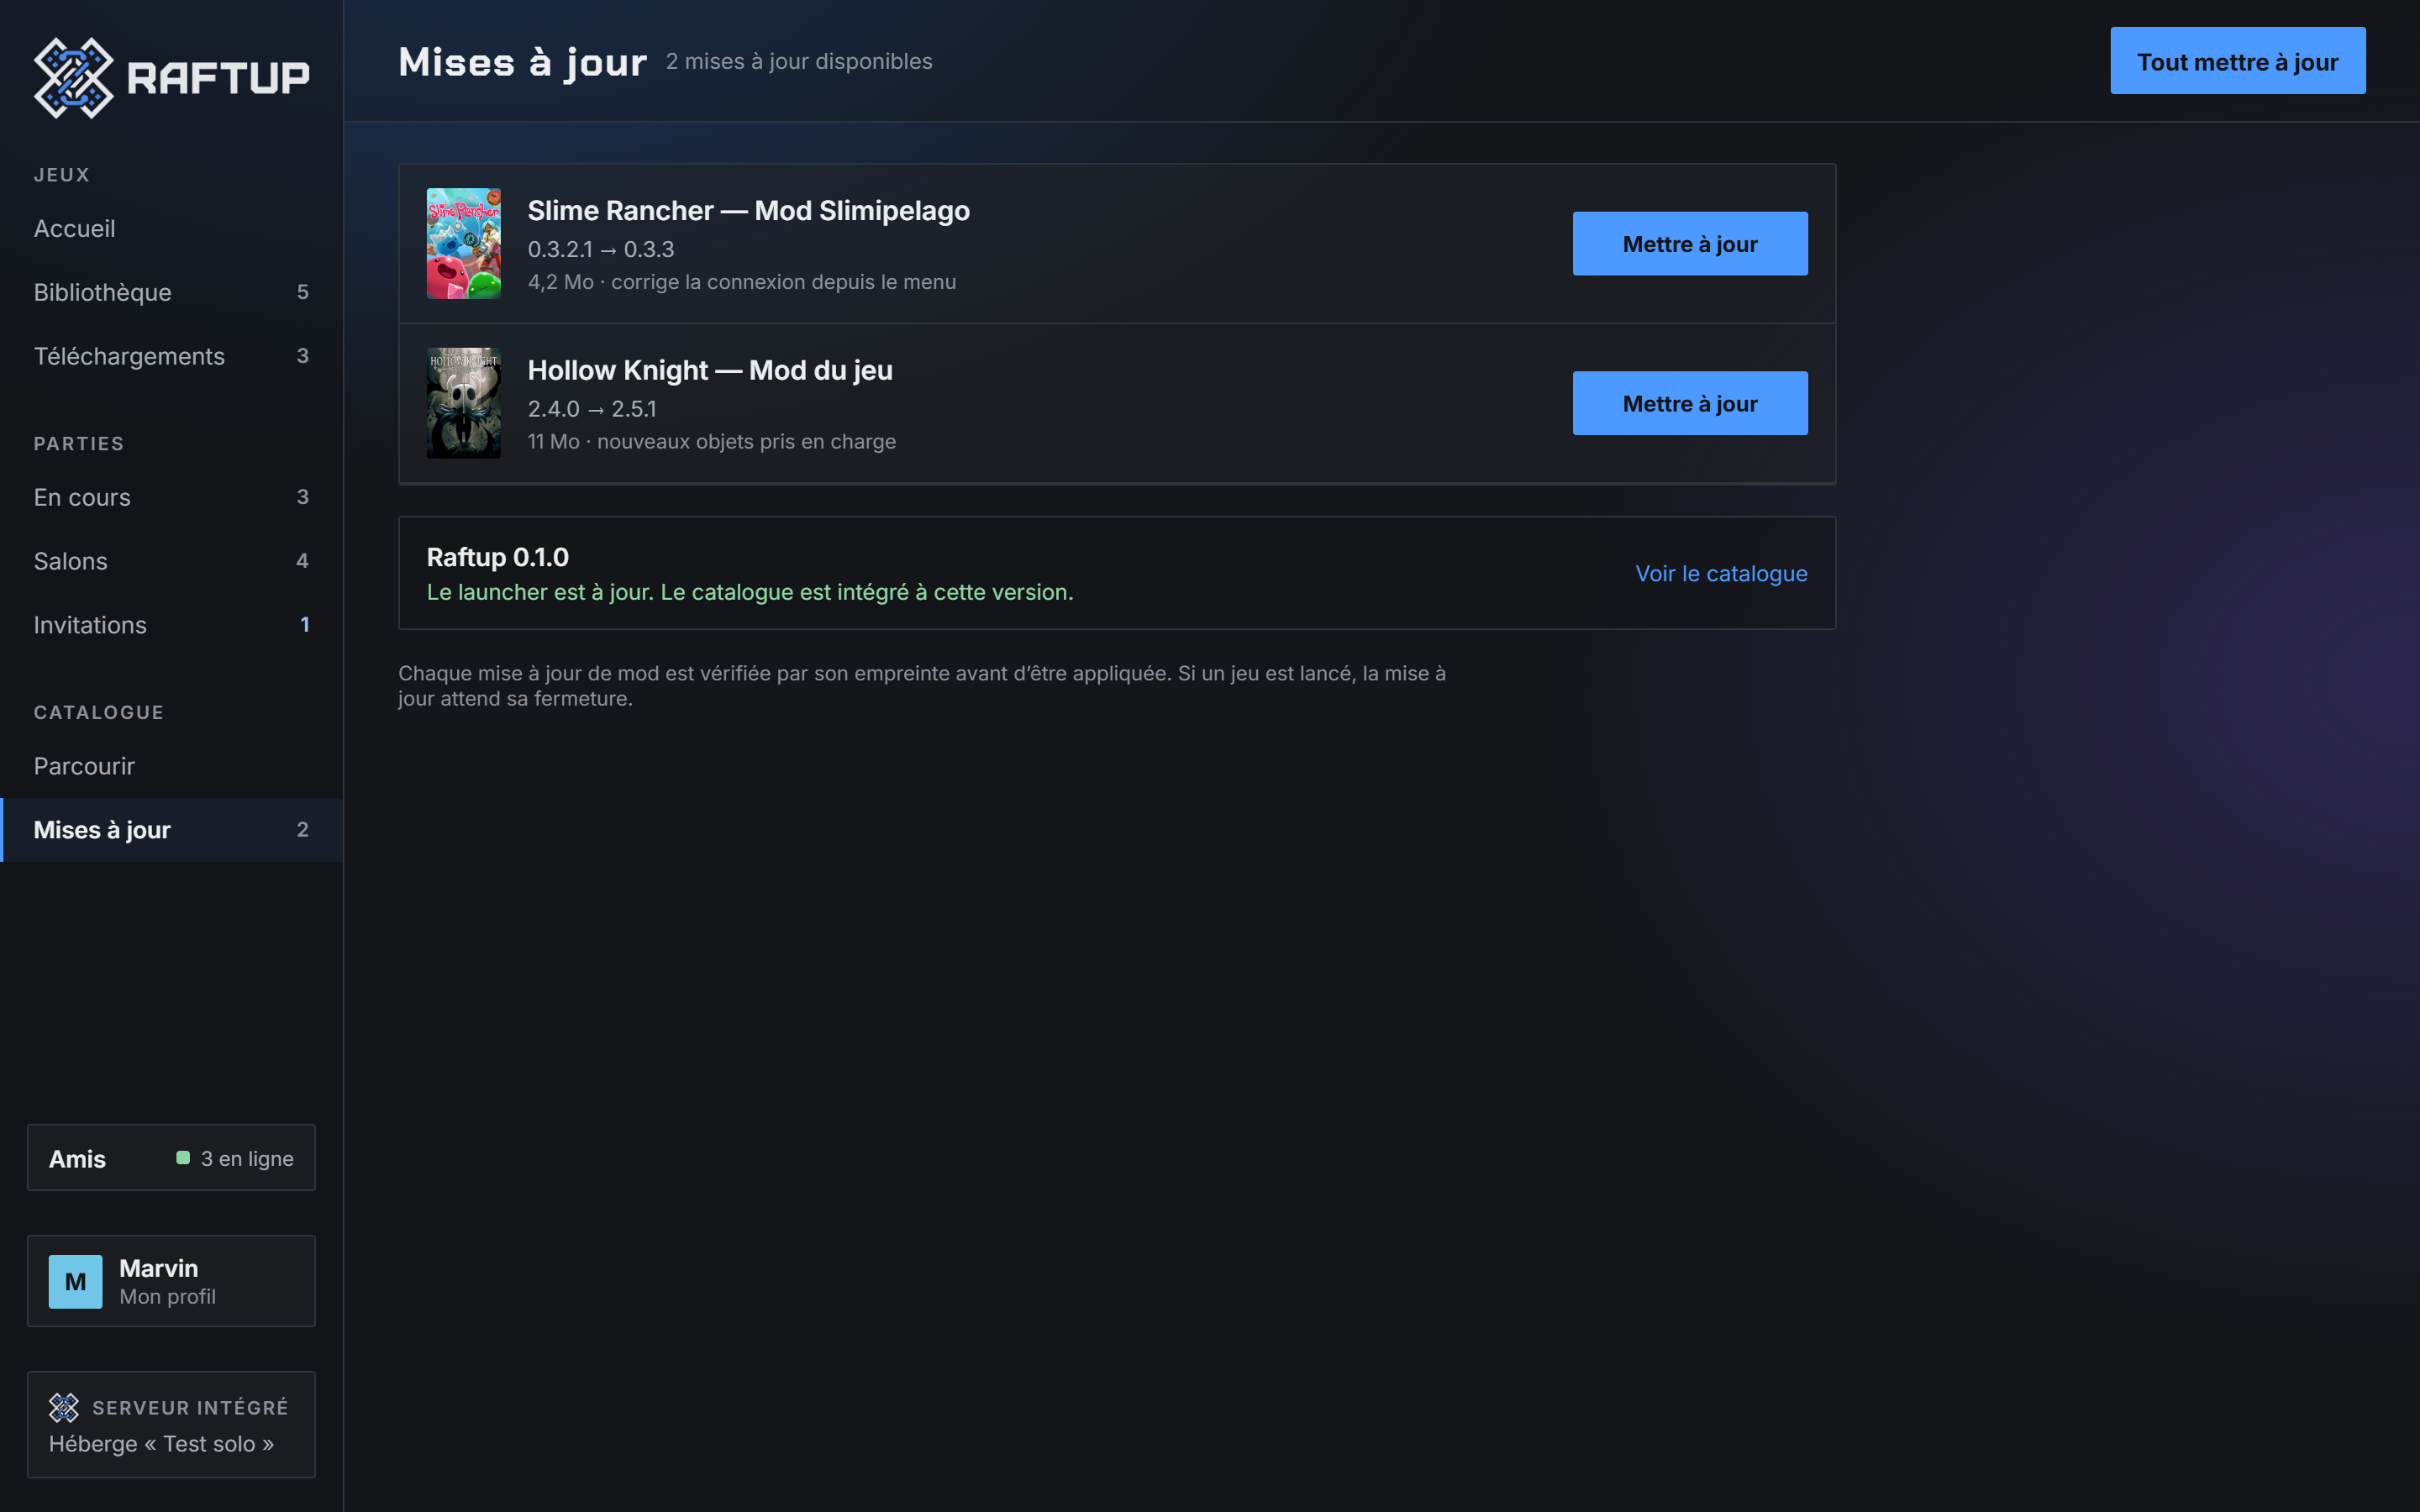 RAFTUP
JEUX
Accueil
Bibliothèque 5
Téléchargements 3
PARTIES
En cours 3
Salons 4
Invitations 1
CATALOGUE
Parcourir
Mises à jour 2
Amis 3 en ligne
M
Marvin
Mon profil
SERVEUR INTÉGRÉ
Héberge « Test solo »
Mises à jour 2 mises à jour disponibles
Tout mettre à jour
Slime Rancher
Slime Rancher — Mod Slimipelago
0.3.2.1 → 0.3.3
4,2 Mo · corrige la connexion depuis le menu
Mettre à jour
HOLLOW KNIGHT
Hollow Knight — Mod du jeu
2.4.0 → 2.5.1
11 Mo · nouveaux objets pris en charge
Mettre à jour
Raftup 0.1.0
Le launcher est à jour. Le catalogue est intégré à cette version.
Voir le catalogue
Chaque mise à jour de mod est vérifiée par son empreinte avant d’être appliquée. Si un jeu est lancé, la mise à
jour attend sa fermeture.